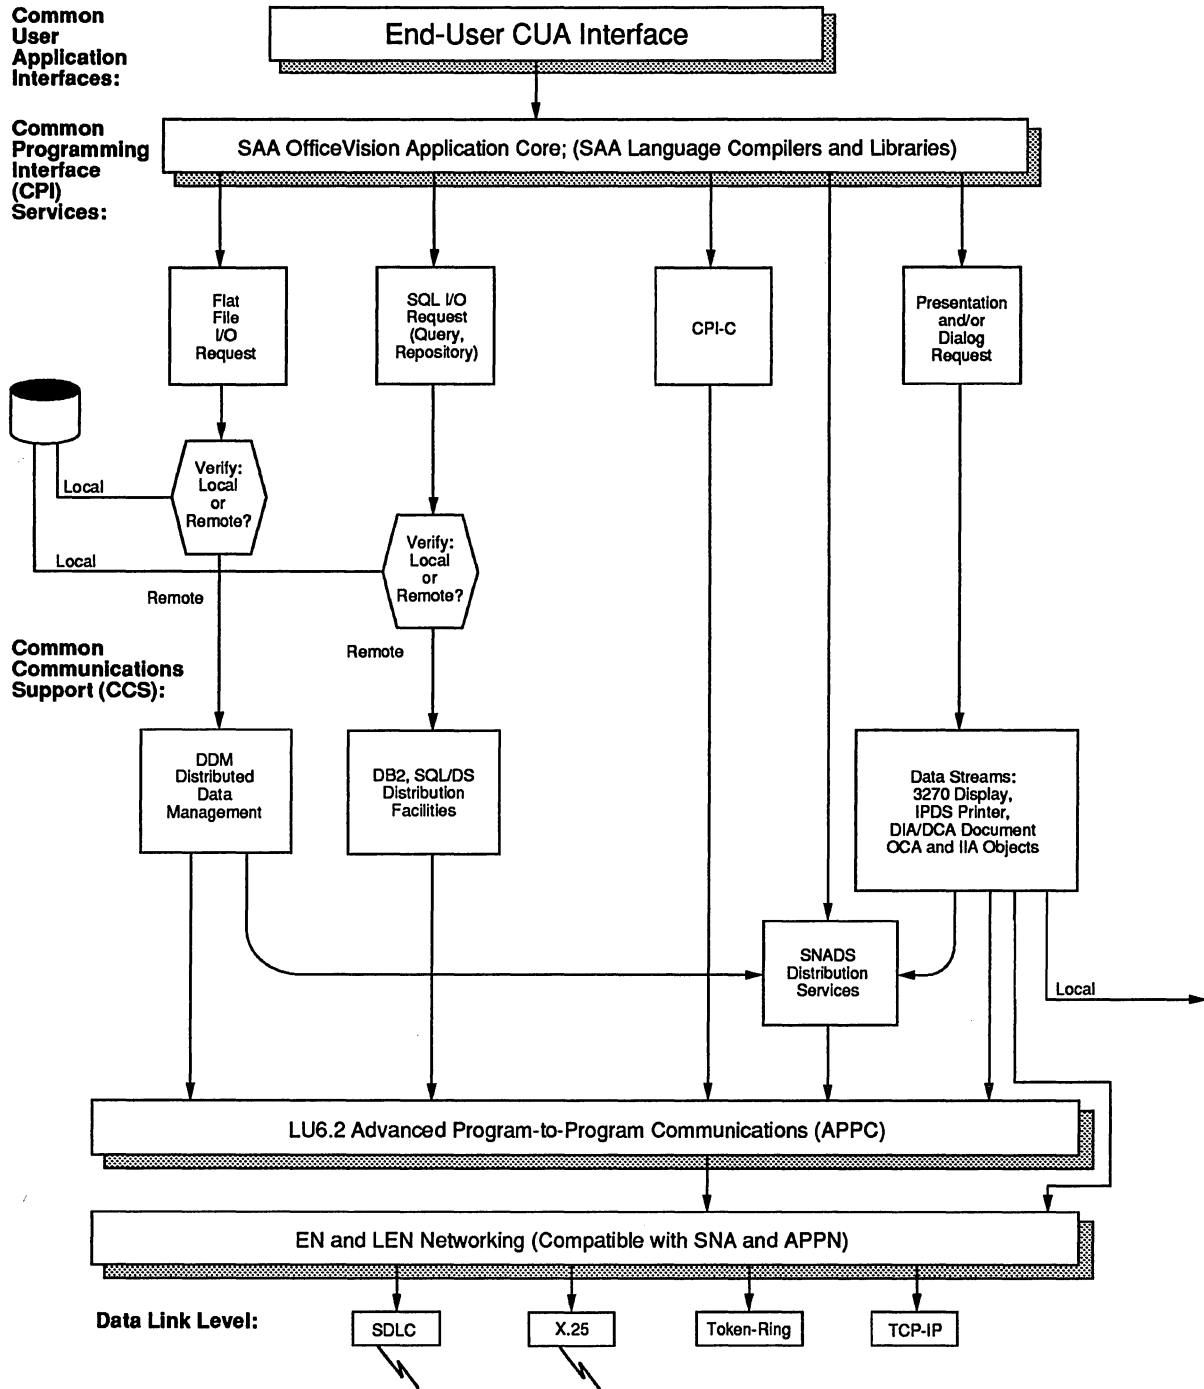 Common
User
Application
Interfaces:
End-User CUA Interface
Common
Programming
Interface
(CPI)
Services:
SAA OfficeVision Application Core; (SAA Language Compilers and Libraries)
Flat
File
I/O
Request
SQL I/O
Request
(Query,
Repository)
CPI-C
Presentation
and/or
Dialog
Request
Verify:
Local
or
Remote?
Local
Verify:
Local
or
Remote?
Local
Remote
Remote
Common
Communications
Support (CCS):
DDM
Distributed
Data
Management
DB2, SQL/DS
Distribution
Facilities
Data Streams:
3270 Display,
IPDS Printer,
DIA/DCA Document
OCA and IIA Objects
SNADS
Distribution
Services
Local
LU6.2 Advanced Program-to-Program Communications (APPC)
EN and LEN Networking (Compatible with SNA and APPN)
Data Link Level:
SDLC
X.25
Token-Ring
TCP-IP